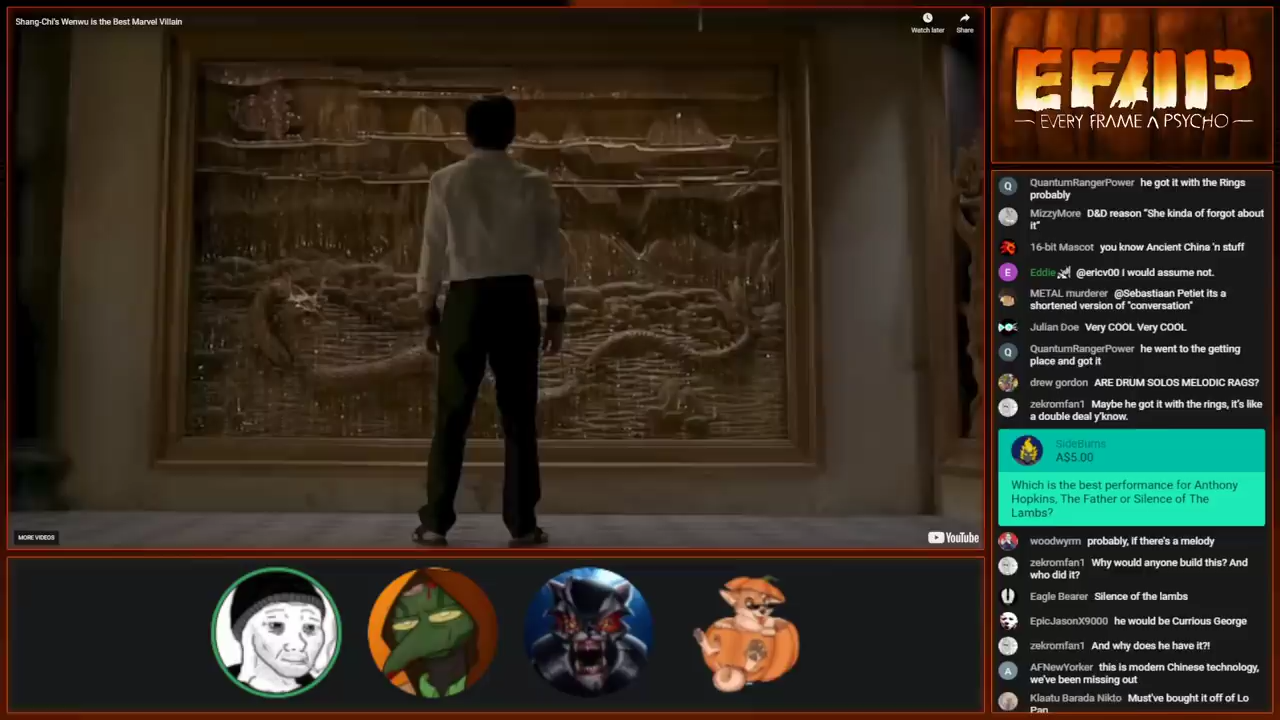 Shang-Chi's Wenwu is the Best Marvel Villain
Watch later
Share
MORE VIDEOS
YouTube
EFAP
EVERY FRAME A PSYCHO
Q
QuantumRangerPower he got it with the Rings
probably
MizzyMore D&D reason "She kinda of forgot about
it"
16-bit Mascot you know Ancient China 'n stuff
E
Eddie @ericv00 I would assume not.
METAL murderer @Sebastiaan Petiet its a
shortened version of "conversation"
Julian Doe Very COOL Very COOL
Q
QuantumRangerPower he went to the getting
place and got it
drew gordon ARE DRUM SOLOS MELODIC RAGS?
zekromfan1 Maybe he got it with the rings, it's like
a double deal y'know.
SideBurns
A$5.00
Which is the best performance for Anthony
Hopkins, The Father or Silence of The
Lambs?
woodwyrm probably, if there's a melody
zekromfan1 Why would anyone build this? And
who did it?
Eagle Bearer Silence of the lambs
EpicJasonX9000 he would be Currious George
zekromfan1 And why does he have it?!
A
AFNewYorker this is modern Chinese technology,
we've been missing out
Klaatu Barada Nikto Must've bought it off of Lo
Pan